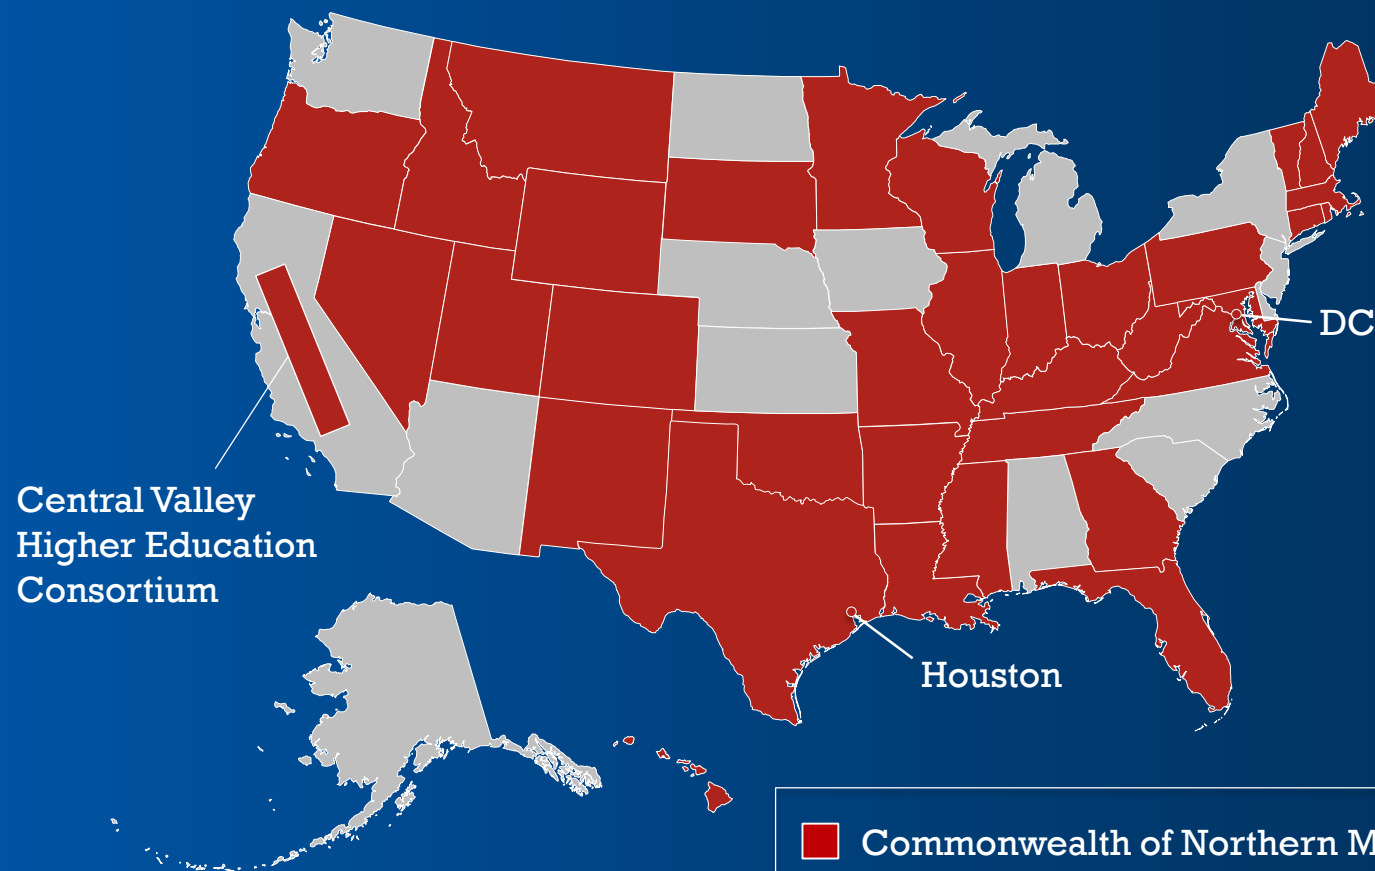 DC
Central Valley
Higher Education
Consortium
Houston
Commonwealth of Northern M